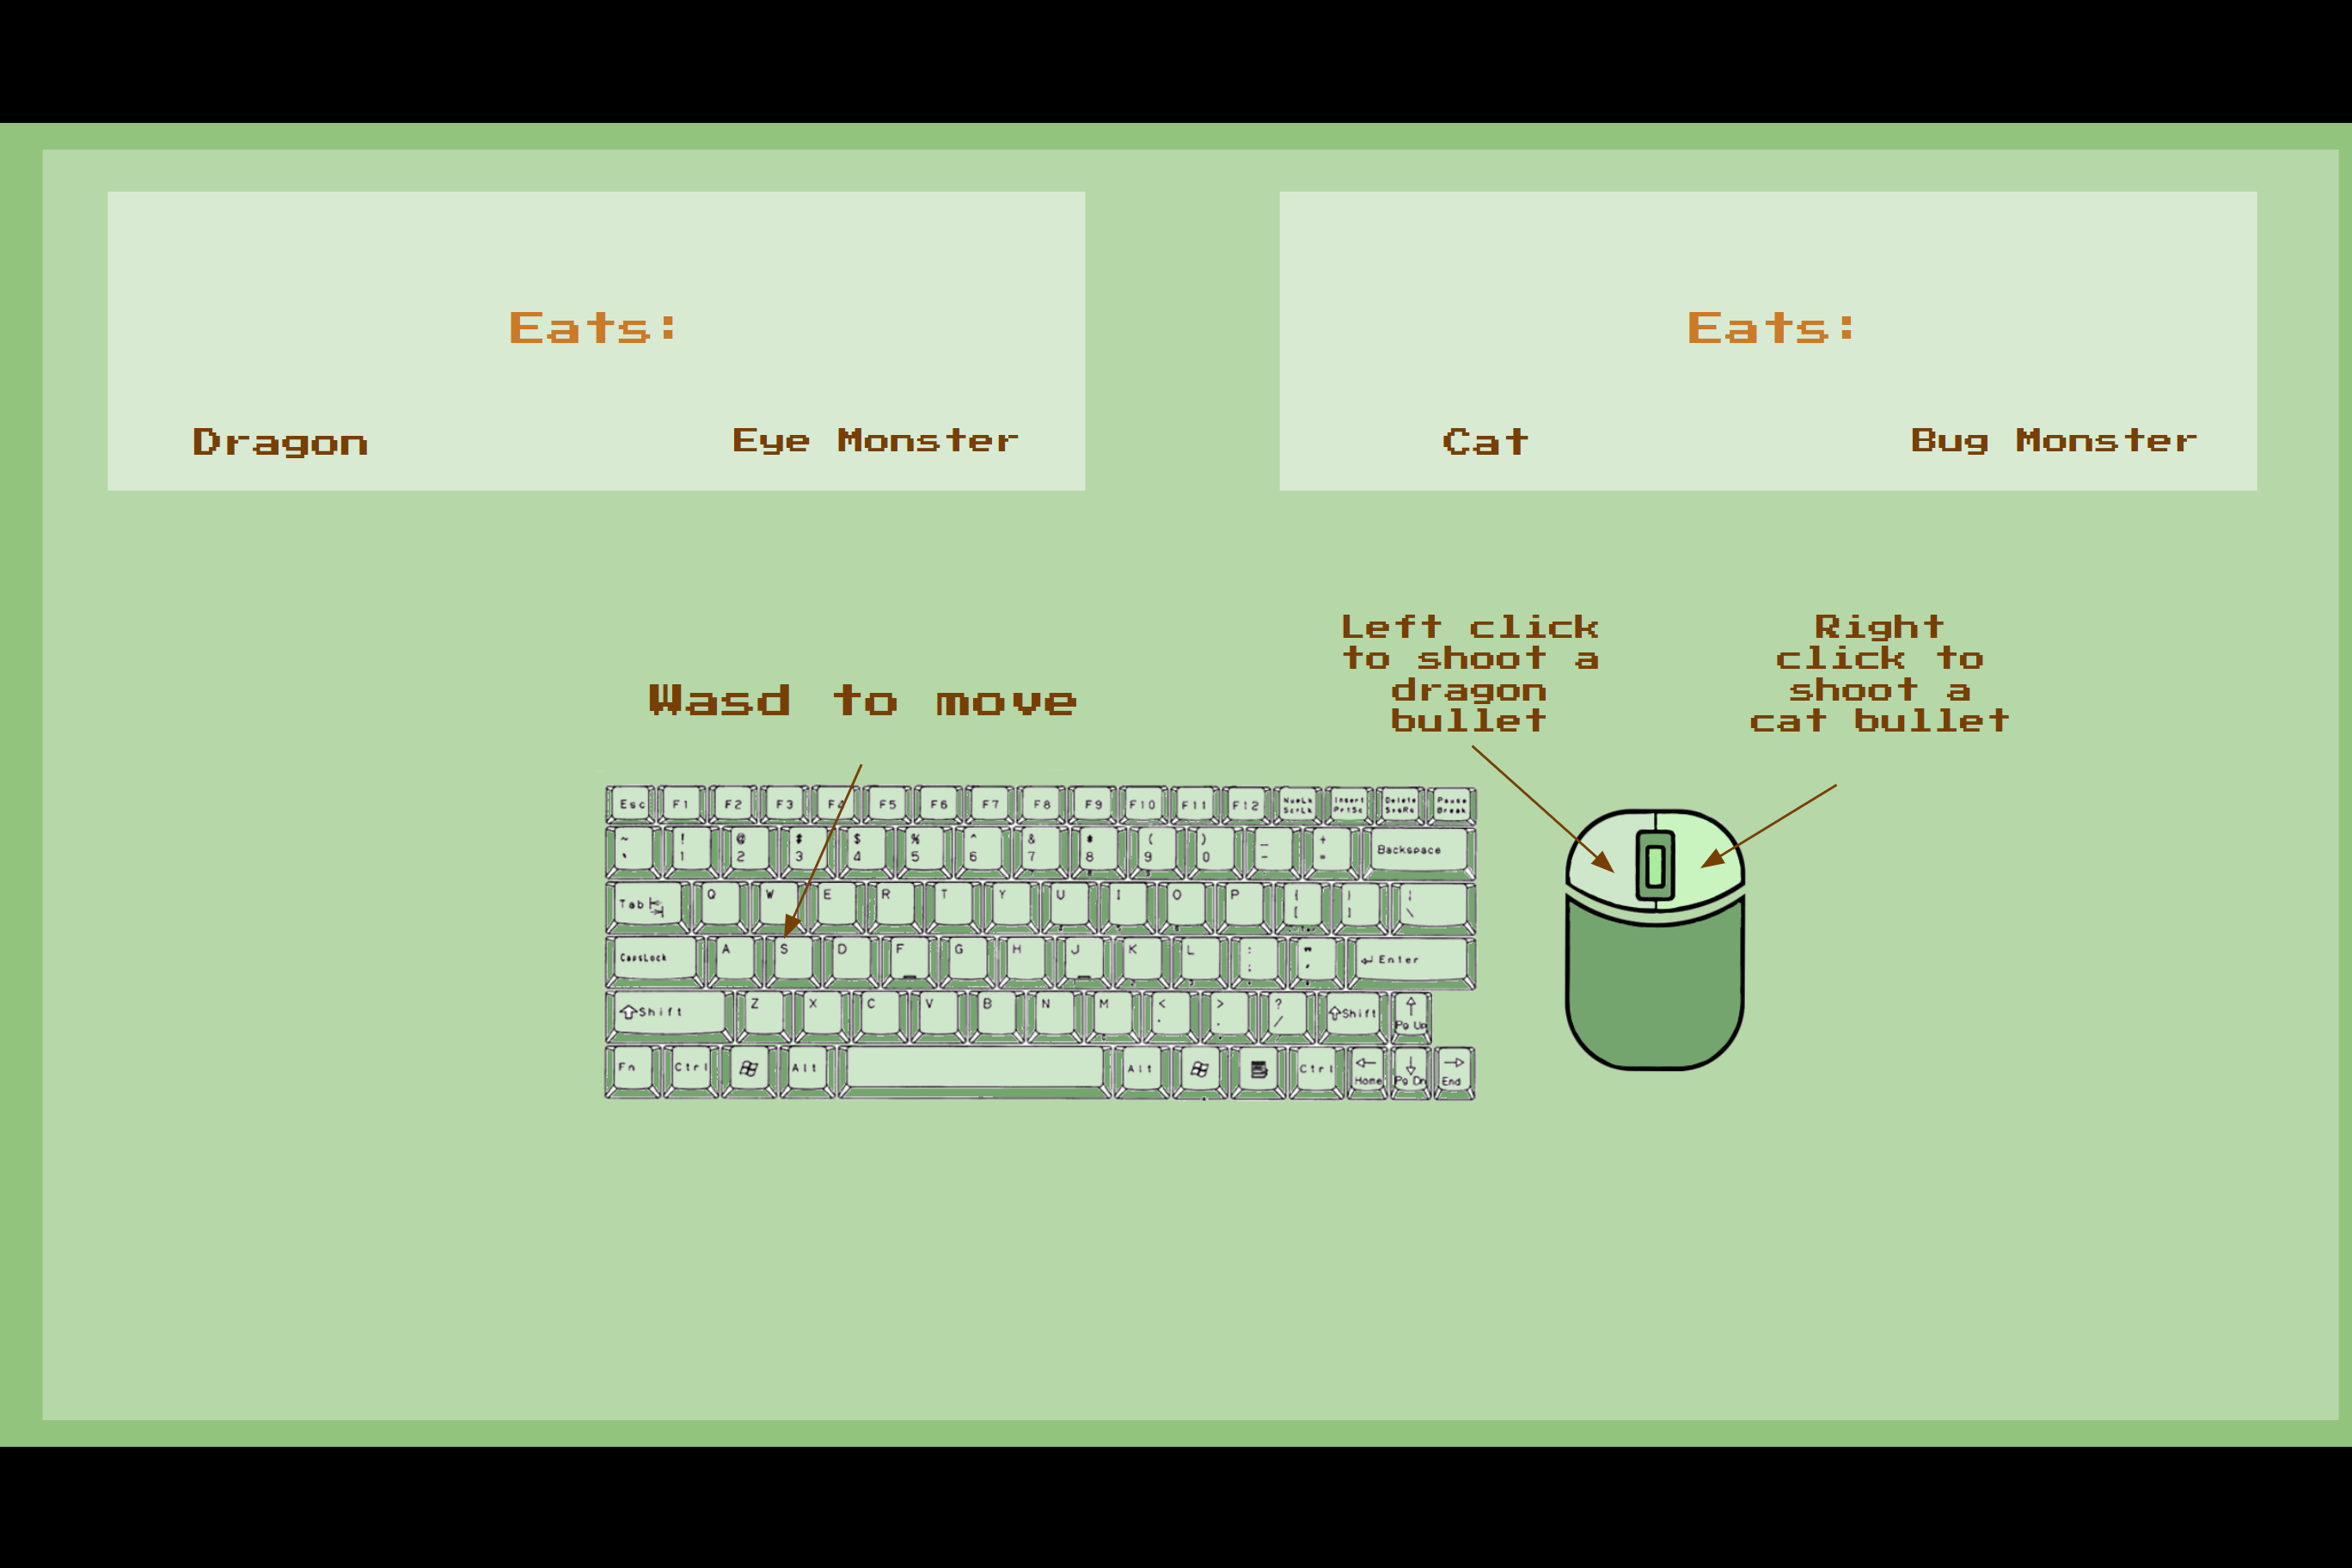 Eats:
Dragon
Eye Monster
Eats:
Cat
Bug Monster
Wasd to move
Left click
to shoot a
dragon
bullet
Right
click to
shoot a
cat bullet
Esc F1 F2 F3 F4 F5 F6 F7 F8 F9 F10 F11 F12 NumLk ScrLk Insert PrtSc Delete SysRq Pause Break
~ ` ! 1 @ 2 # 3 $ 4 % 5 ^ 6 & 7 * 8 ( 9 ) 0 _ - + = Backspace
Tab Q W E R T Y U I O P { [ } ] | \
CapsLock A S D F G H J K L : ; " ' Enter
Shift Z X C V B N M < , > . ? / Shift Pg Up
Fn Ctrl Alt Alt Ctrl Home Pg Dn End